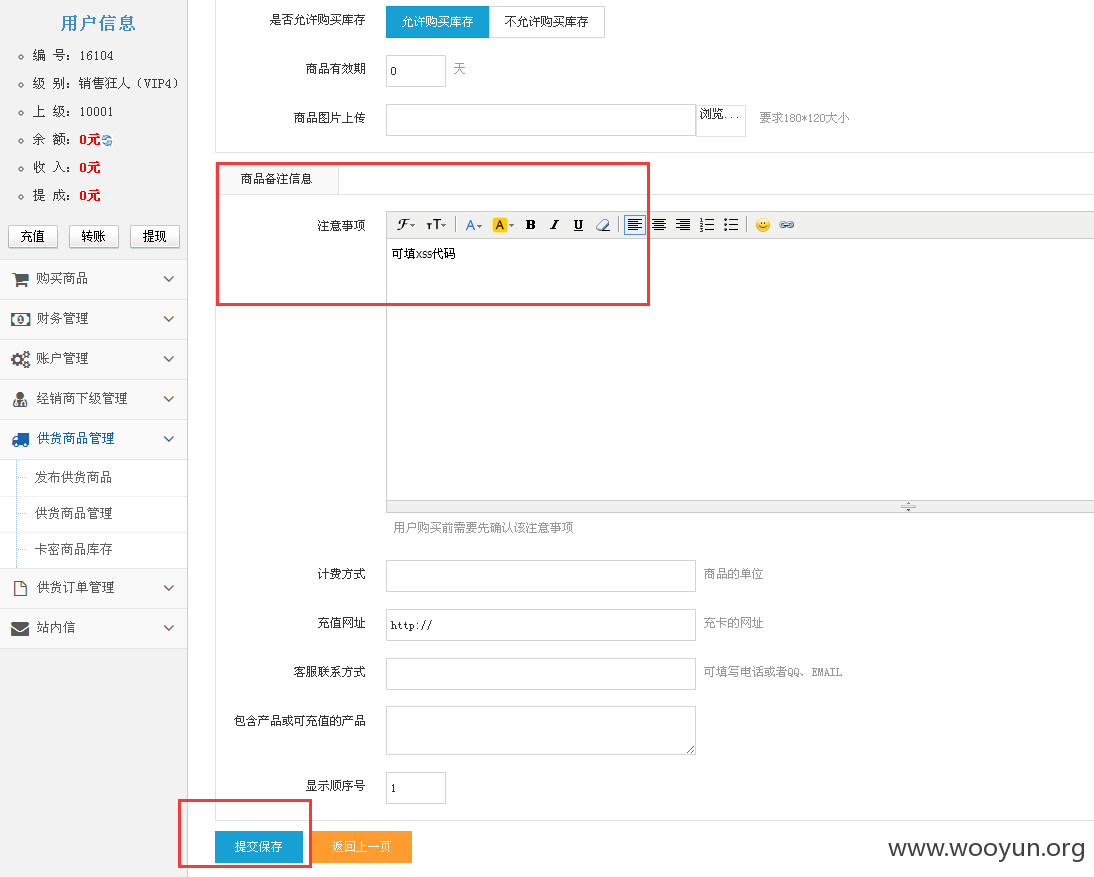 用户信息
编 号: 16104
级 别: 销售狂人（VIP4）
上 级: 10001
余 额: 0元
收 入: 0元
提 成: 0元
充值 转账 提现
购买商品
财务管理
账户管理
经销商下级管理
供货商品管理
发布供货商品
供货商品管理
卡密商品库存
供货订单管理
站内信
是否允许购买库存 允许购买库存 不允许购买库存
商品有效期 0 天
商品图片上传 浏览... 要求180*120大小
商品备注信息
注意事项
可填xss代码
用户购买前需要先确认该注意事项
计费方式 商品的单位
充值网址 http:// 充卡的网址
客服联系方式 可填写电话或者QQ、EMAIL
包含产品或可充值的产品
显示顺序号 1
提交保存 返回上一页
www.wooyun.org